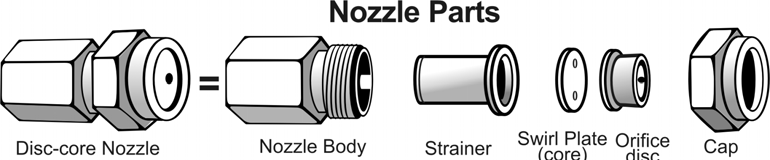 Nozzle Parts
=
Disc-core Nozzle
Nozzle Body
Strainer
Swirl Plate
(core)
Orifice
disc
Cap